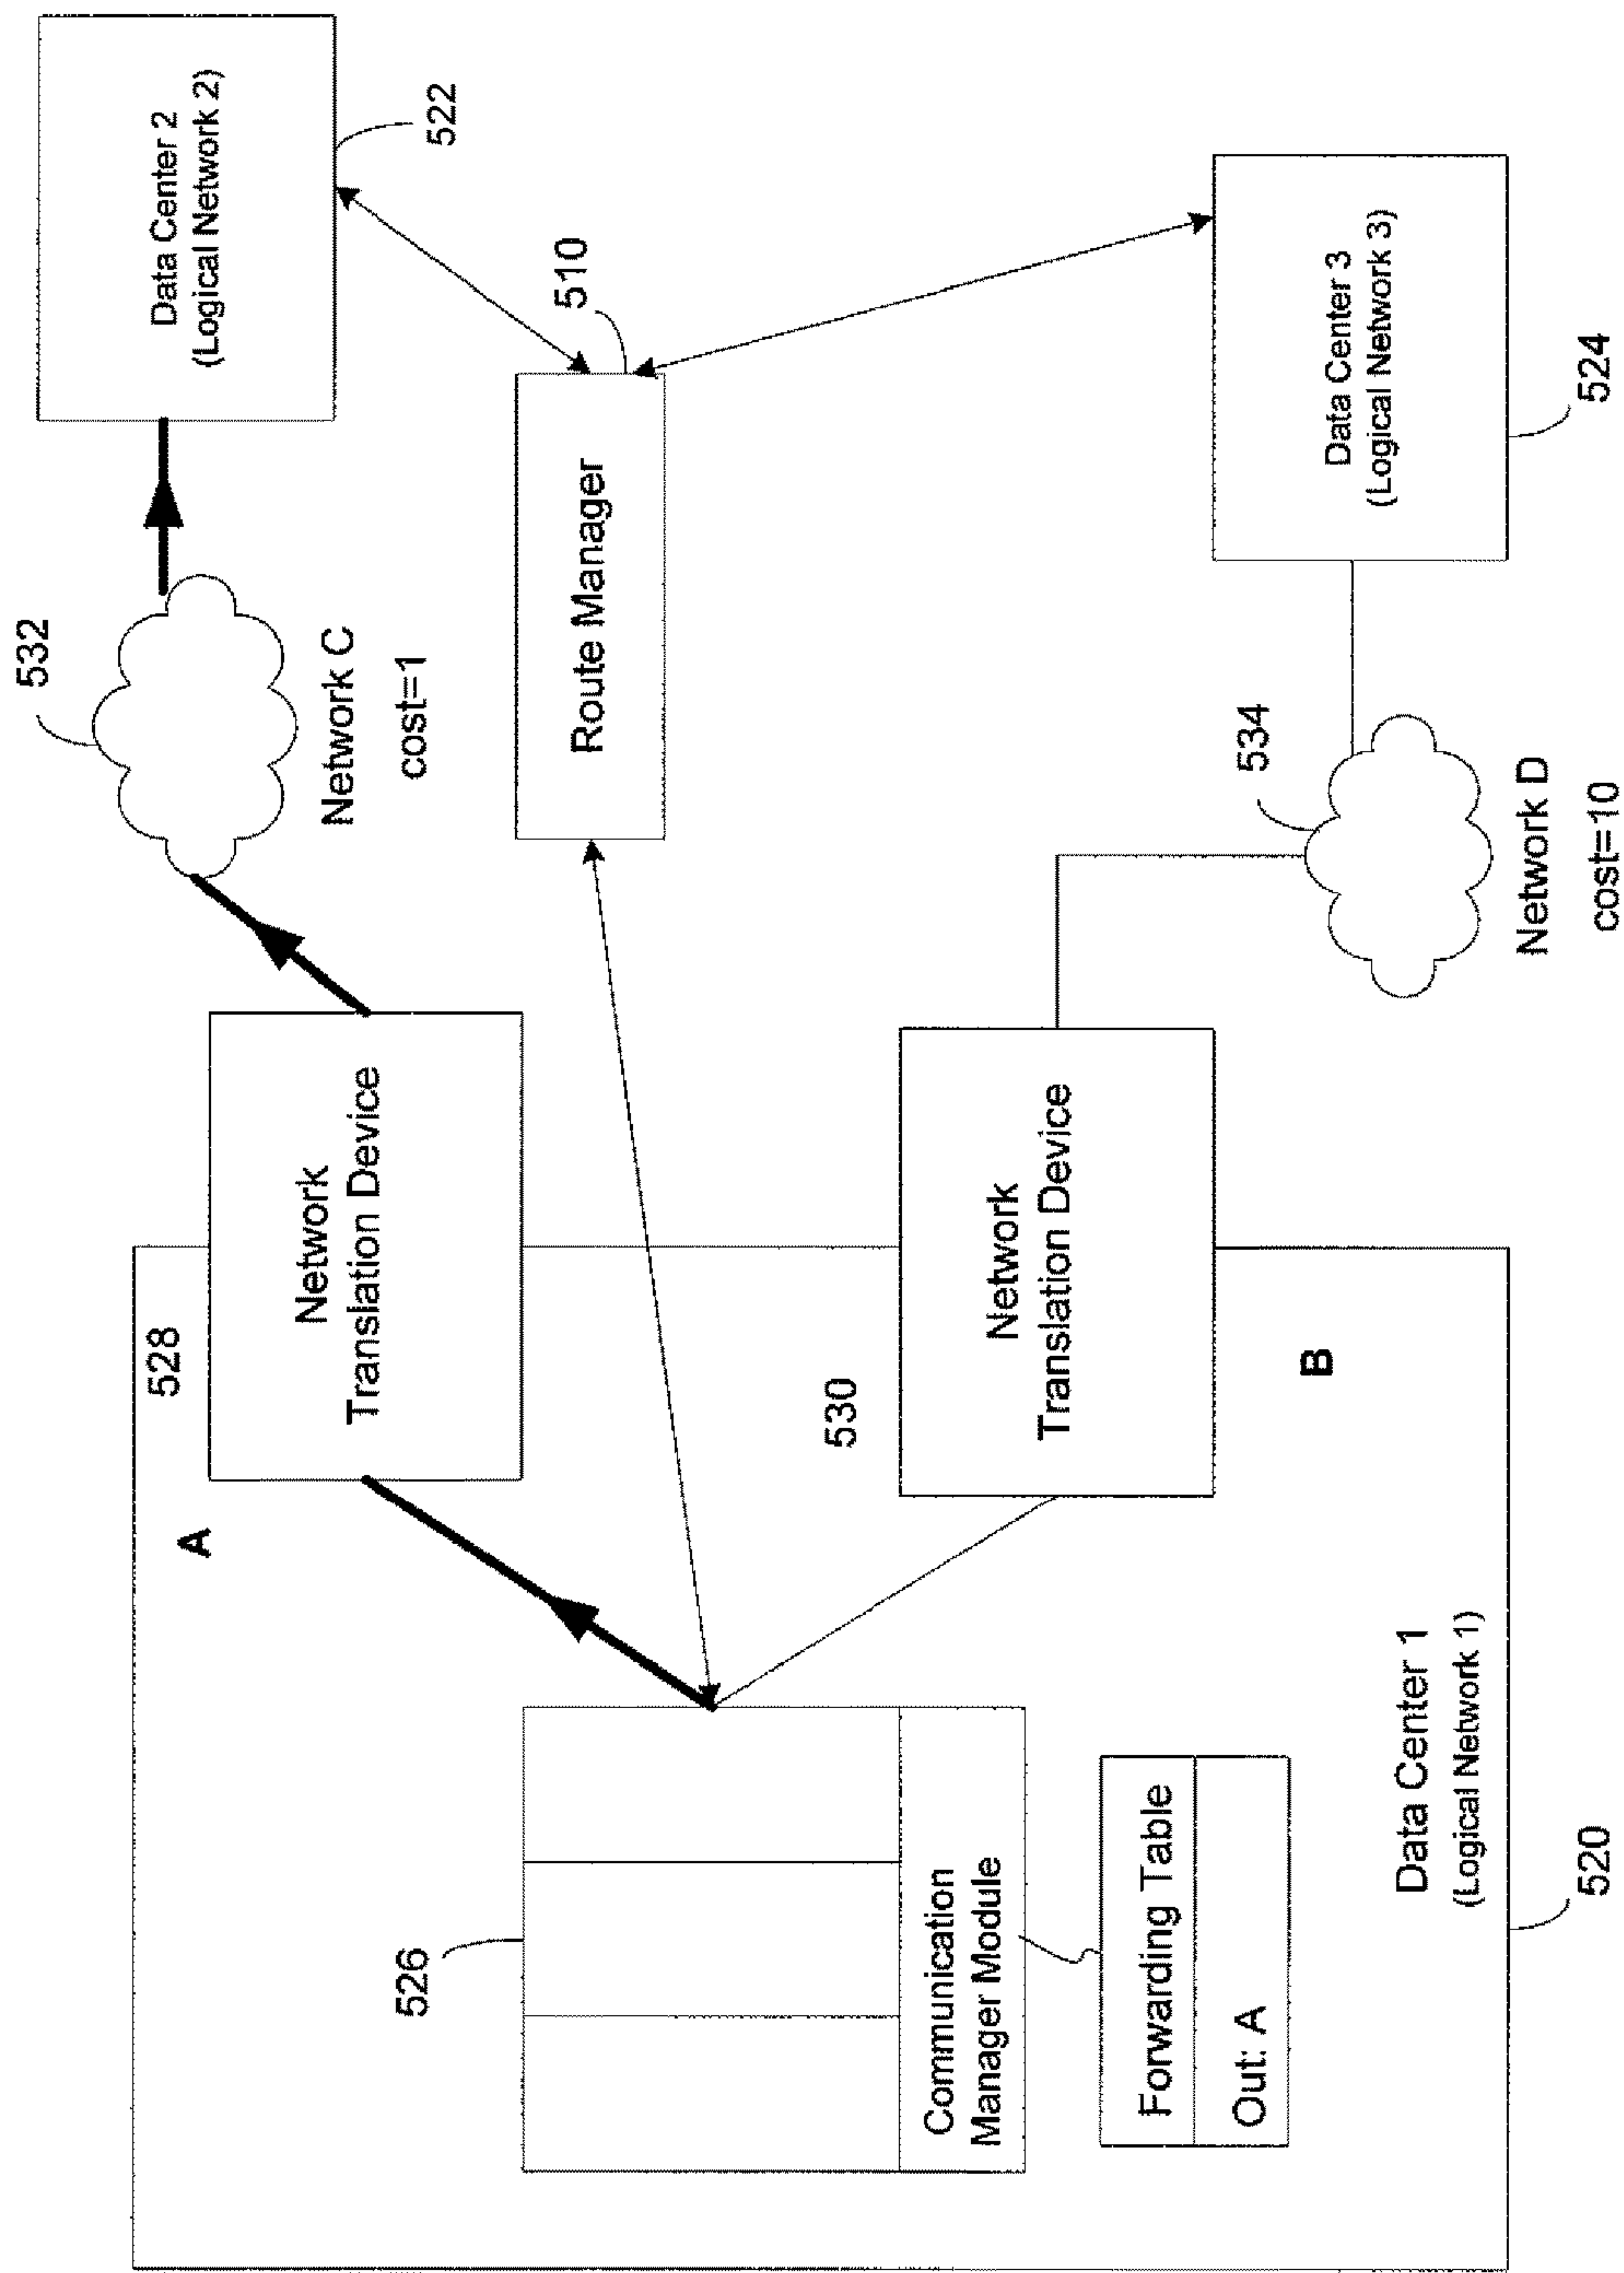 Data Center 2
(Logical Network 2)
522
532
Network C
cost=1
510
Route Manager
528
A
Network
Translation Device
530
B
Network
Translation Device
534
Network D
cost=10
Data Center 3
(Logical Network 3)
524
526
Communication
Manager Module
Forwarding Table
Out: A
Data Center 1
(Logical Network 1)
520